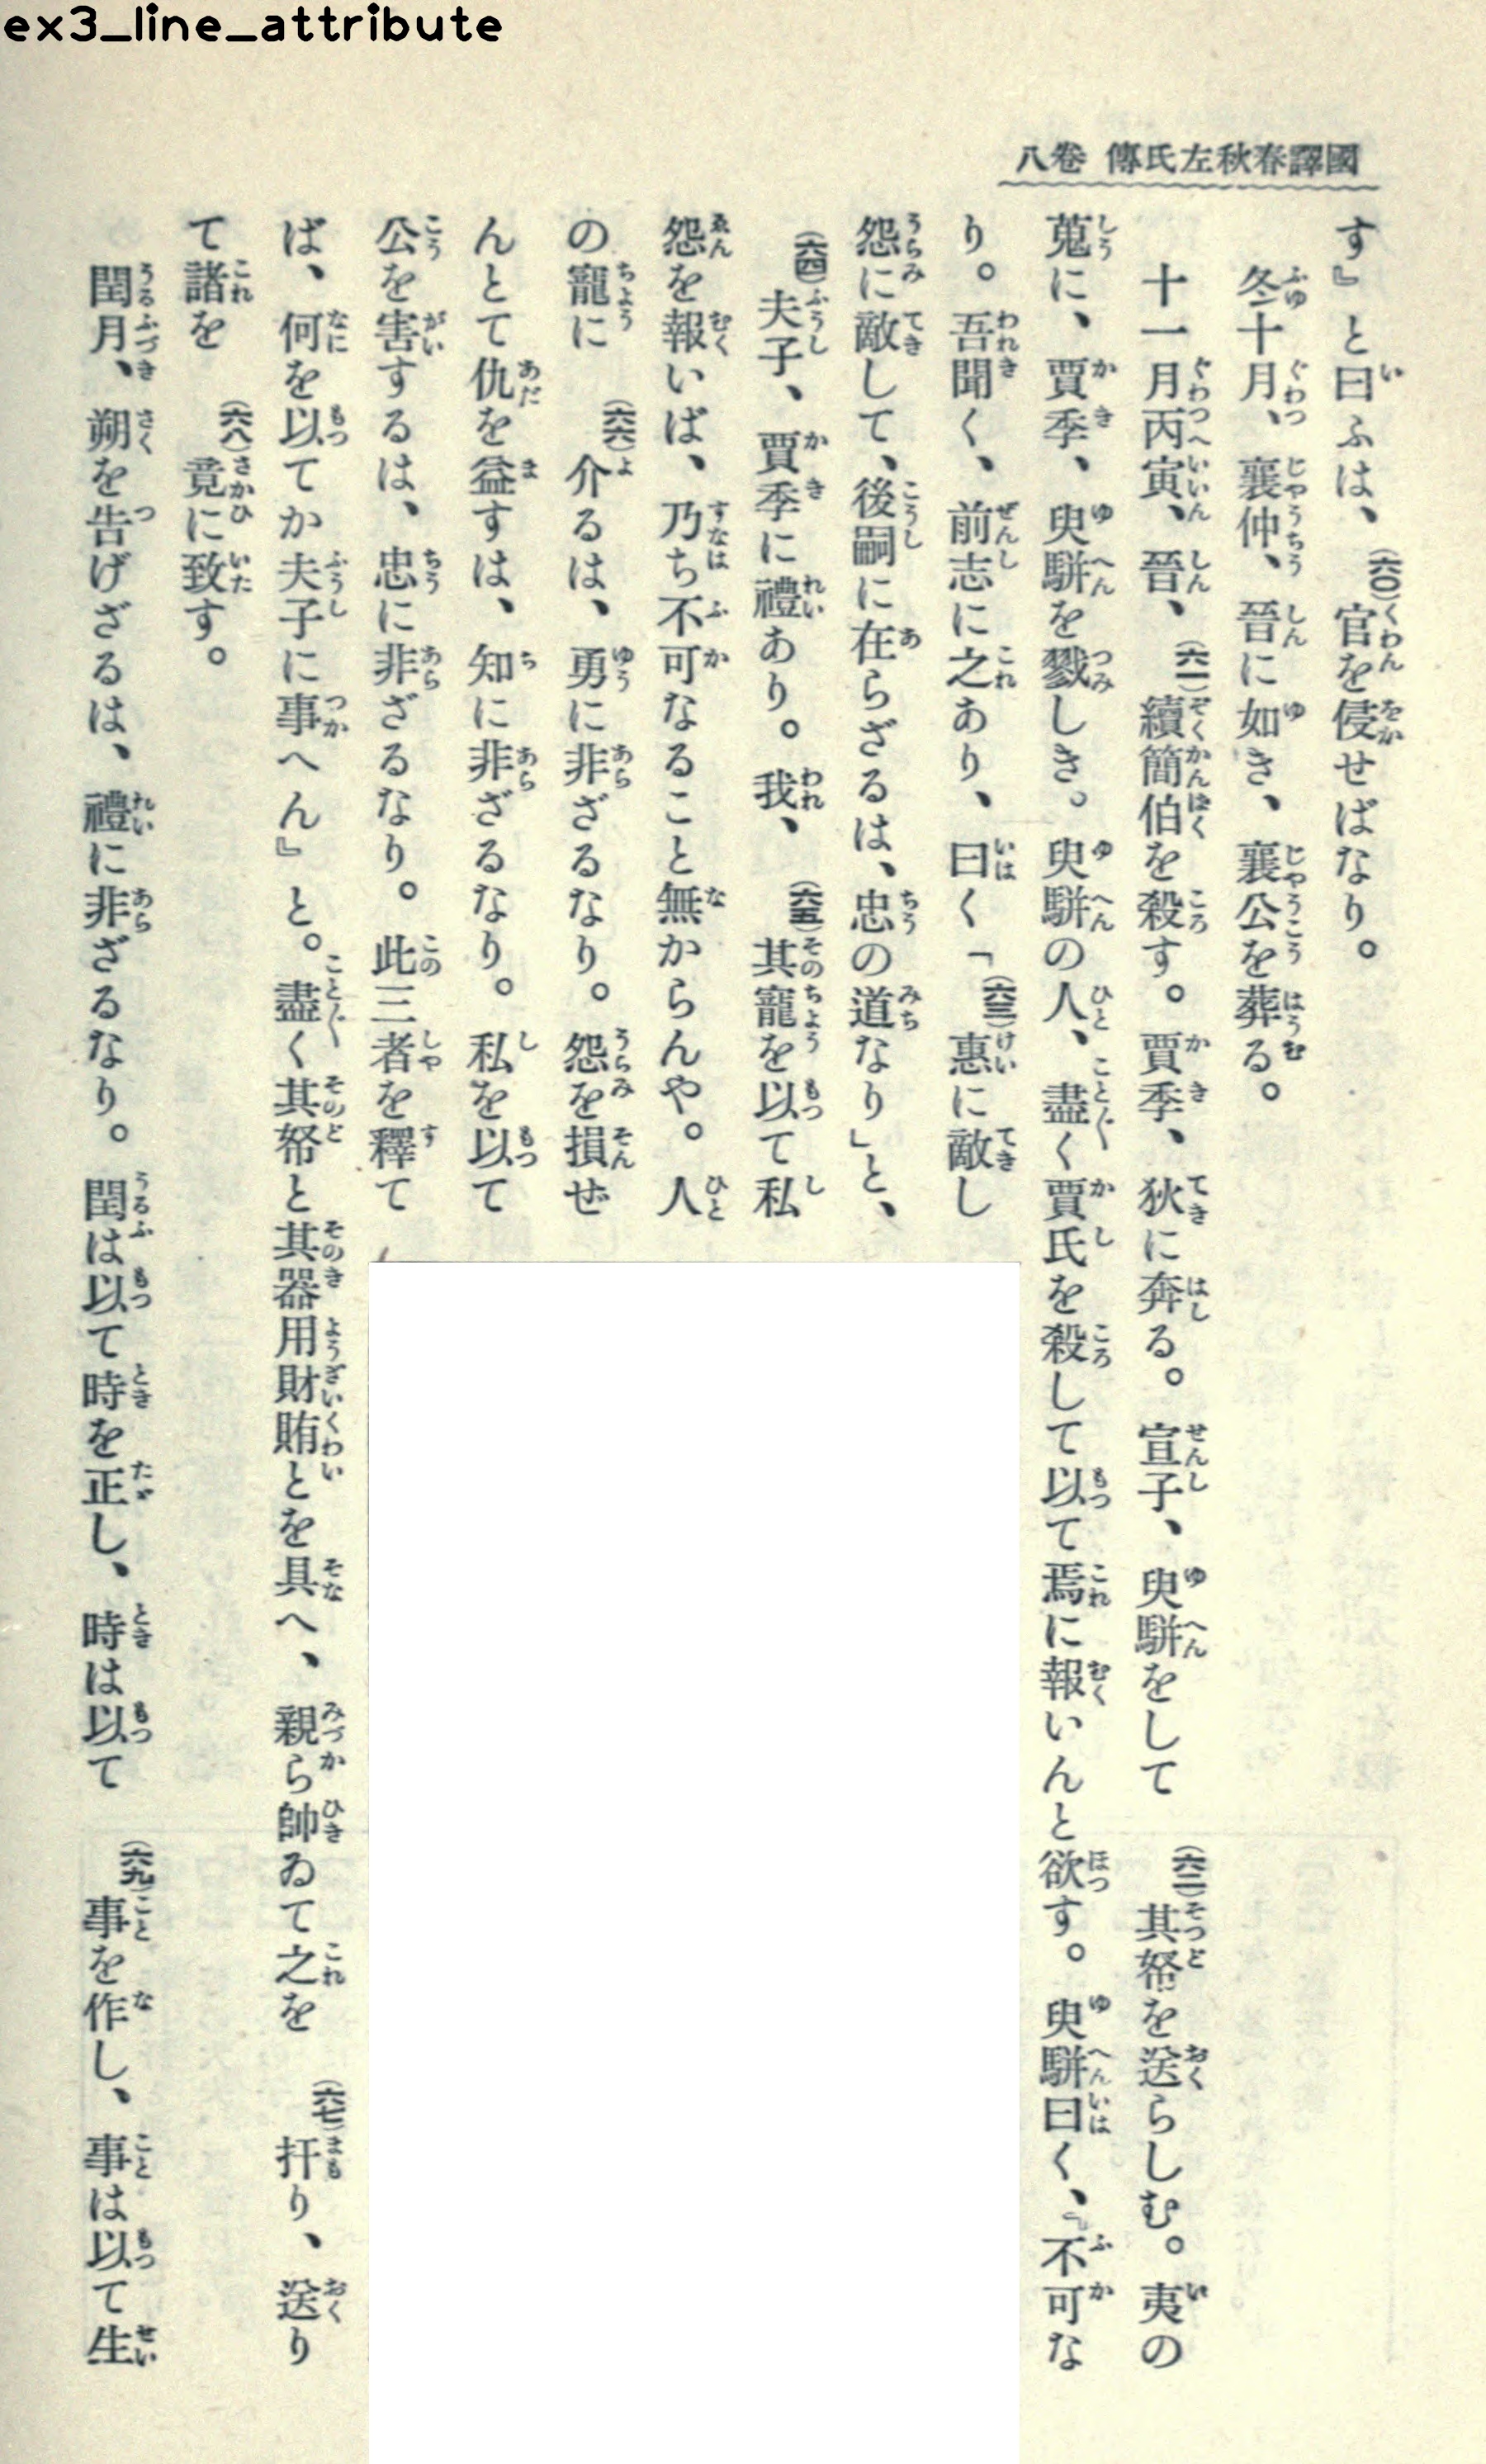 ex3_line_attribute
國譯春秋左氏傳 卷八
す』と曰ふは、(六〇)官を侵せばなり。
冬十月、襄仲、晉に如き、襄公を葬る。
十一月丙寅、晉、(六一)續簡伯を殺す。賈季、狄に奔る。宣子、臾駢をして(六二)其帑を送らしむ。夷の
蒐に、賈季、臾駢を戮しき。臾駢の人、盡く賈氏を殺して以て焉に報いんと欲す。臾駢曰く、『不可な
り。吾聞く、前志に之あり、曰く「(六三)惠に敵し
怨に敵して、後嗣に在らざるは、忠の道なり」と、
(六四)夫子、賈季に禮あり。我、(六五)其寵を以て私
怨を報いば、乃ち不可なること無からんや。人
の寵に(六六)介るは、勇に非ざるなり。怨を損ぜ
んとて仇を益すは、知に非ざるなり。私を以て
公を害するは、忠に非ざるなり。此三者を釋て
ば、何を以てか夫子に事へん』と。盡く其帑と其器用財賄とを具へ、親ら帥ゐて之を(六七)扞り、送り
て諸を(六八)竟に致す。
閏月、朔を告げざるは、禮に非ざるなり。閏は以て時を正し、時は以て(六九)事を作し、事は以て生